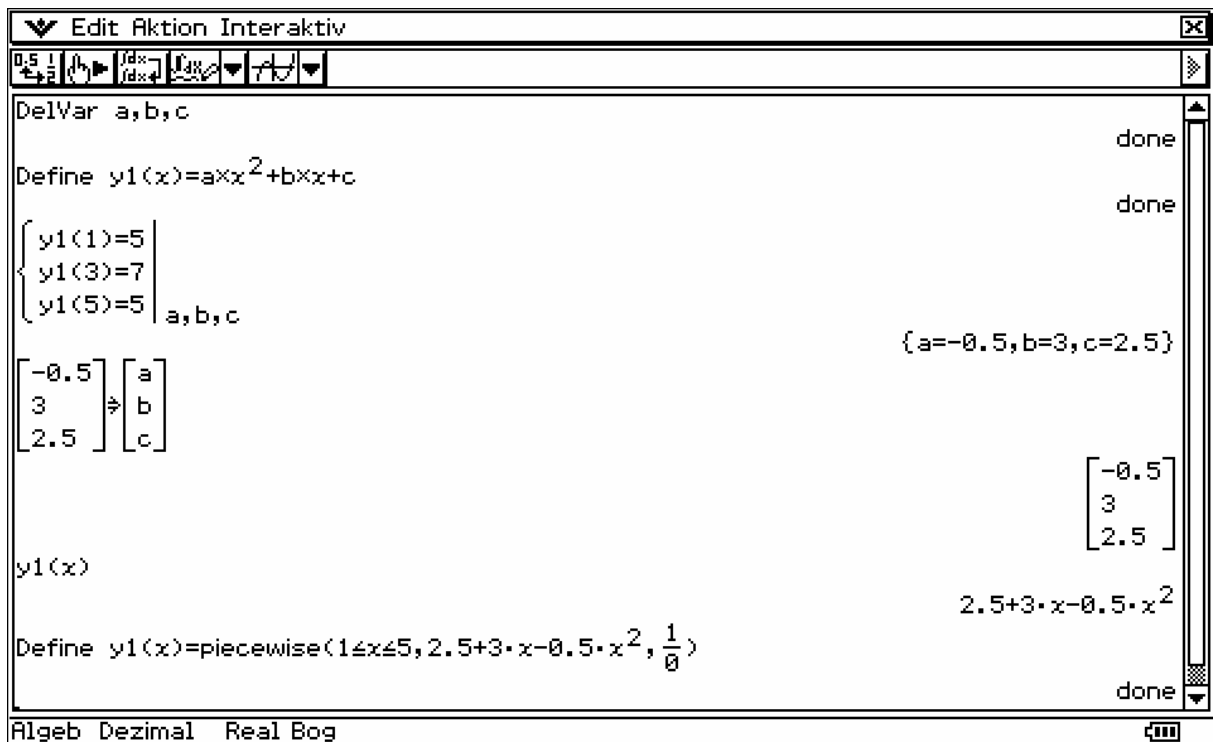 Edit Aktion Interaktiv
DelVar a,b,c
done
Define y1(x)=a×x²+b×x+c
done
y1(1)=5
y1(3)=7
y1(5)=5 a,b,c
{a=-0.5,b=3,c=2.5}
[-0.5 3 2.5]⇒[a b c]
[-0.5 3 2.5]
y1(x)
2.5+3·x-0.5·x²
Define y1(x)=piecewise(1≤x≤5,2.5+3·x-0.5·x²,1/0)
done
Algeb Dezimal Real Bog